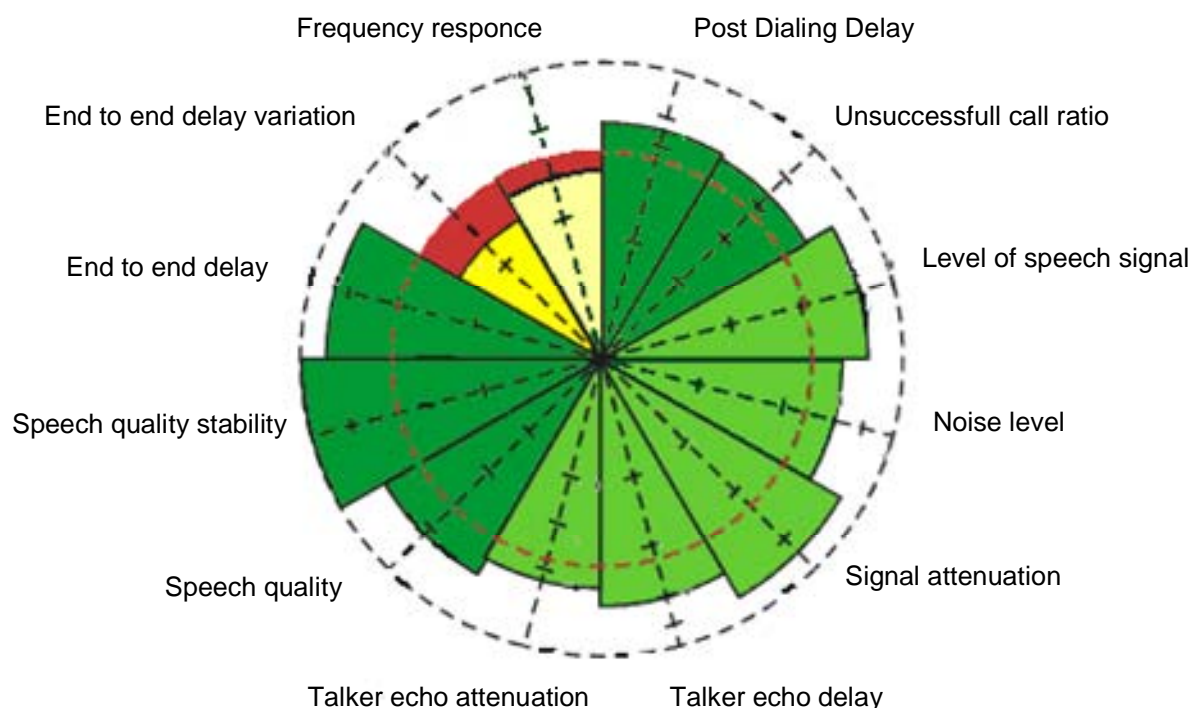 Frequency responce
Post Dialing Delay
End to end delay variation
Unsuccessfull call ratio
End to end delay
Level of speech signal
Speech quality stability
Noise level
Speech quality
Signal attenuation
Talker echo attenuation
Talker echo delay